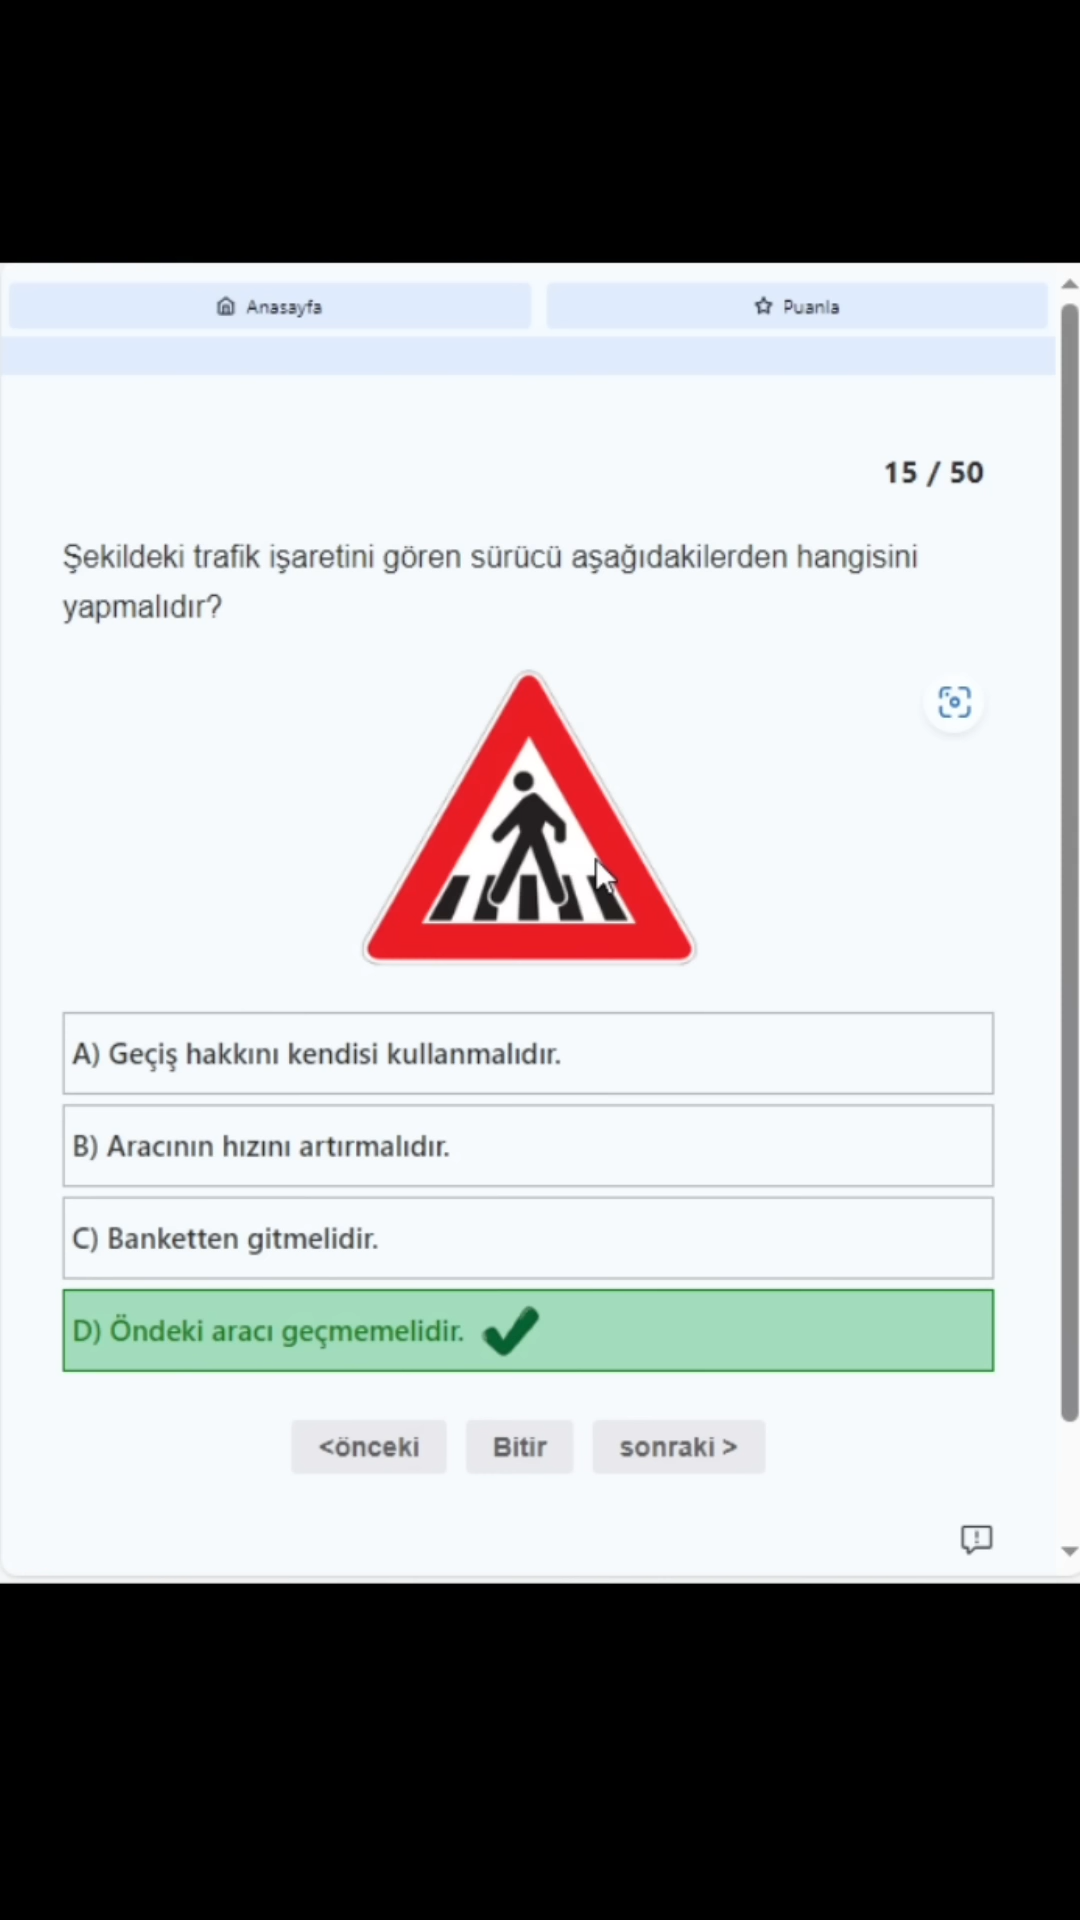 Anasayfa
Puanla
15 / 50
Şekildeki trafik işaretini gören sürücü aşağıdakilerden hangisini
yapmalıdır?
A) Geçiş hakkını kendisi kullanmalıdır.
B) Aracının hızını artırmalıdır.
C) Banketten gitmelidir.
D) Öndeki aracı geçmemelidir.
<önceki
Bitir
sonraki >